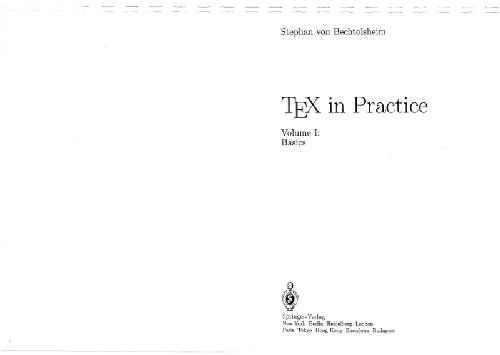 Stephan von Bechtolsheim
TEX in Practice
Volume I:
Basics
Springer-Verlag
New York Berlin Heidelberg London
Paris Tokyo Hong Kong Barcelona Budapest